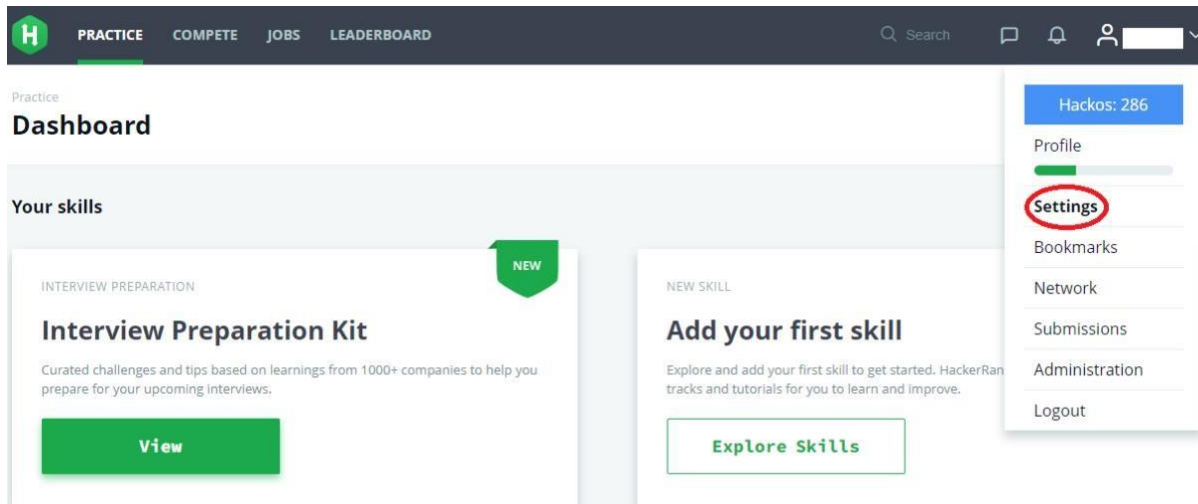 H PRACTICE COMPETE JOBS LEADERBOARD Search
Practice
Dashboard
Hackos: 286
Profile
Settings
Bookmarks
Network
Submissions
Administration
Logout
Your skills
NEW
INTERVIEW PREPARATION
Interview Preparation Kit
Curated challenges and tips based on learnings from 1000+ companies to help you
prepare for your upcoming interviews.
View
NEW SKILL
Add your first skill
Explore and add your first skill to get started. HackerRan
tracks and tutorials for you to learn and improve.
Explore Skills